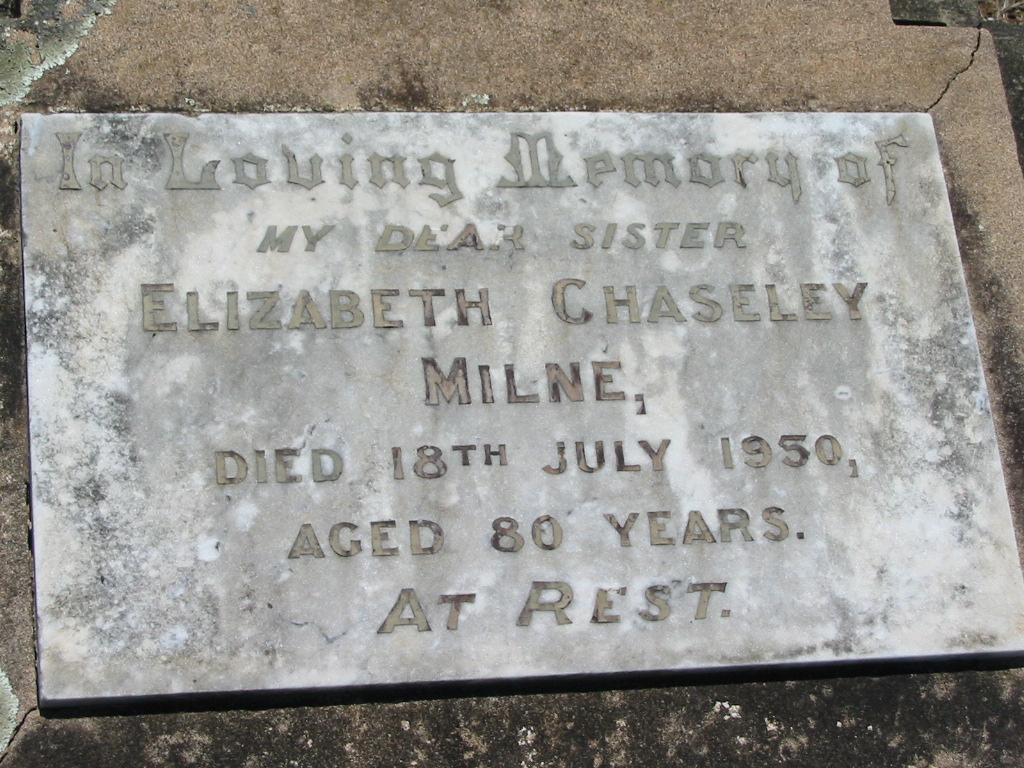 In Loving Memory of
MY DEAR SISTER
ELIZABETH CHASELEY
MILNE,
DIED 18TH JULY 1950,
AGED 80 YEARS.
AT REST.